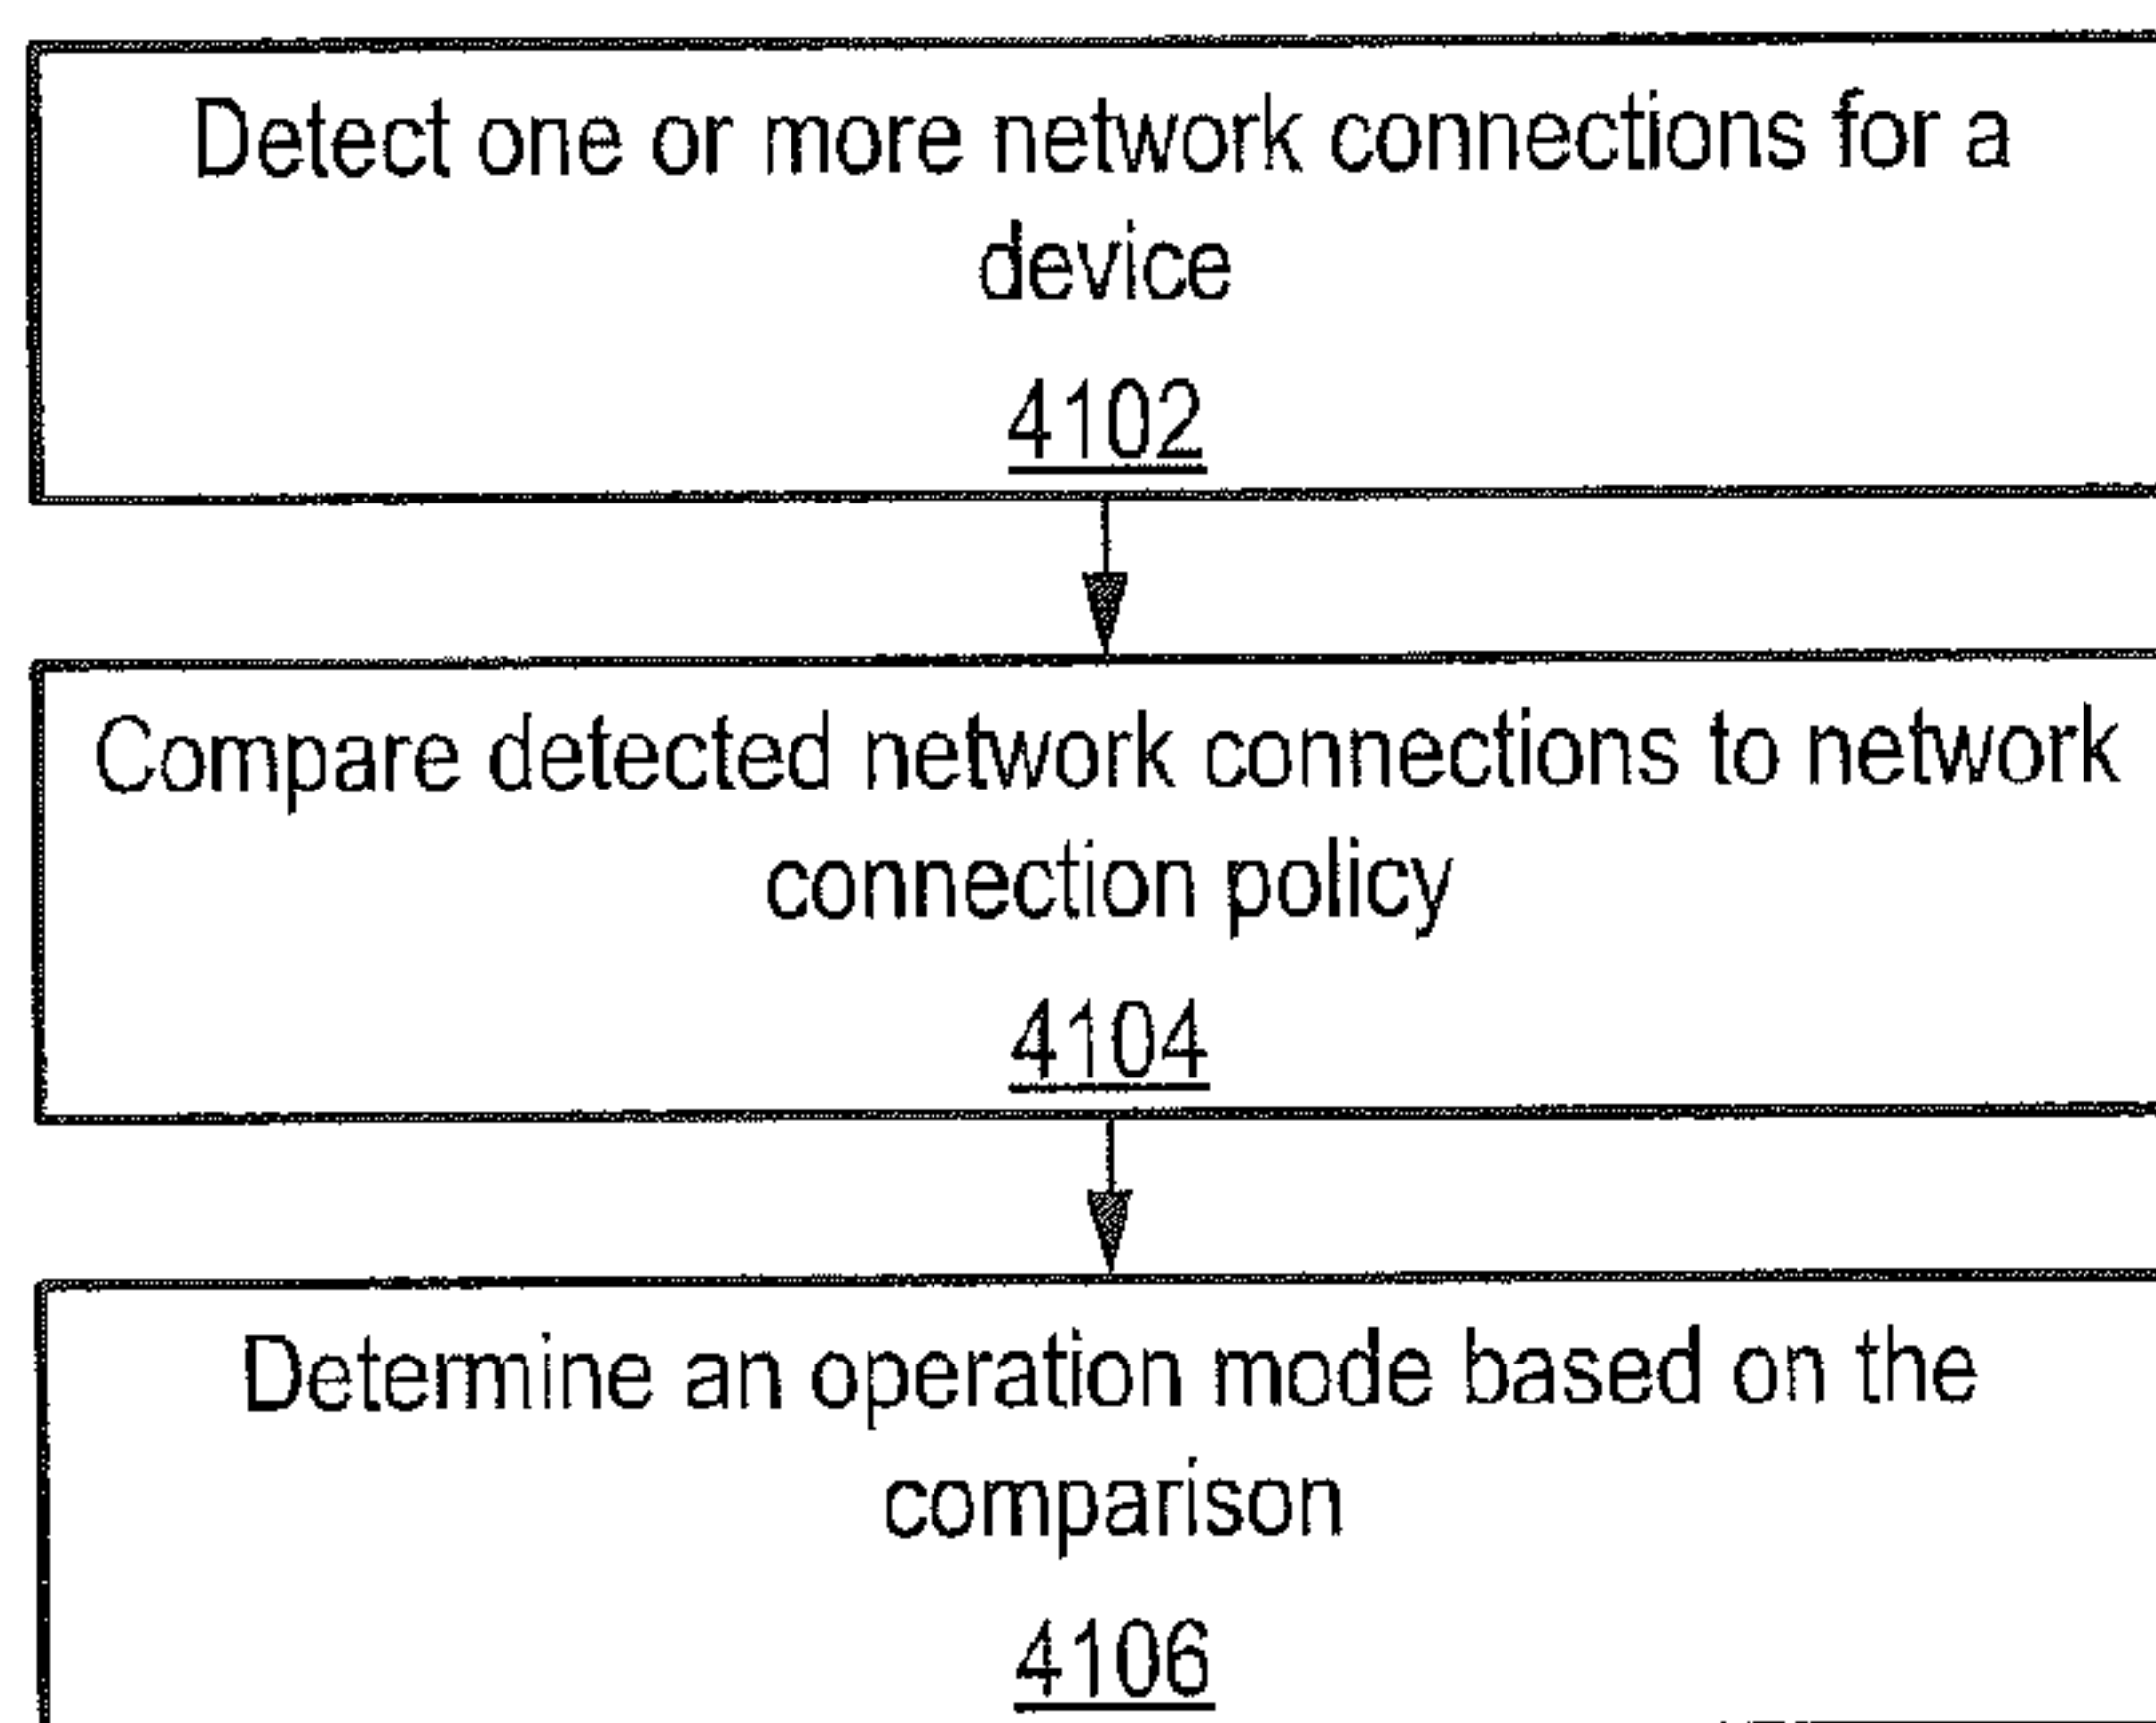 Detect one or more network connections for a
device
4102
Compare detected network connections to network
connection policy
4104
Determine an operation mode based on the
comparison
4106